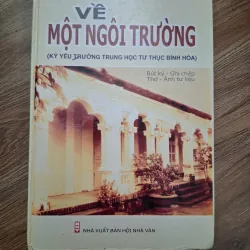 VỀ
MỘT NGÔI TRƯỜNG
(KỶ YẾU TRƯỜNG TRUNG HỌC TƯ THỤC BÌNH HÒA)
Bút ký - Ghi chép
Thơ - Ảnh tư liệu
NHÀ XUẤT BẢN HỘI NHÀ VĂN